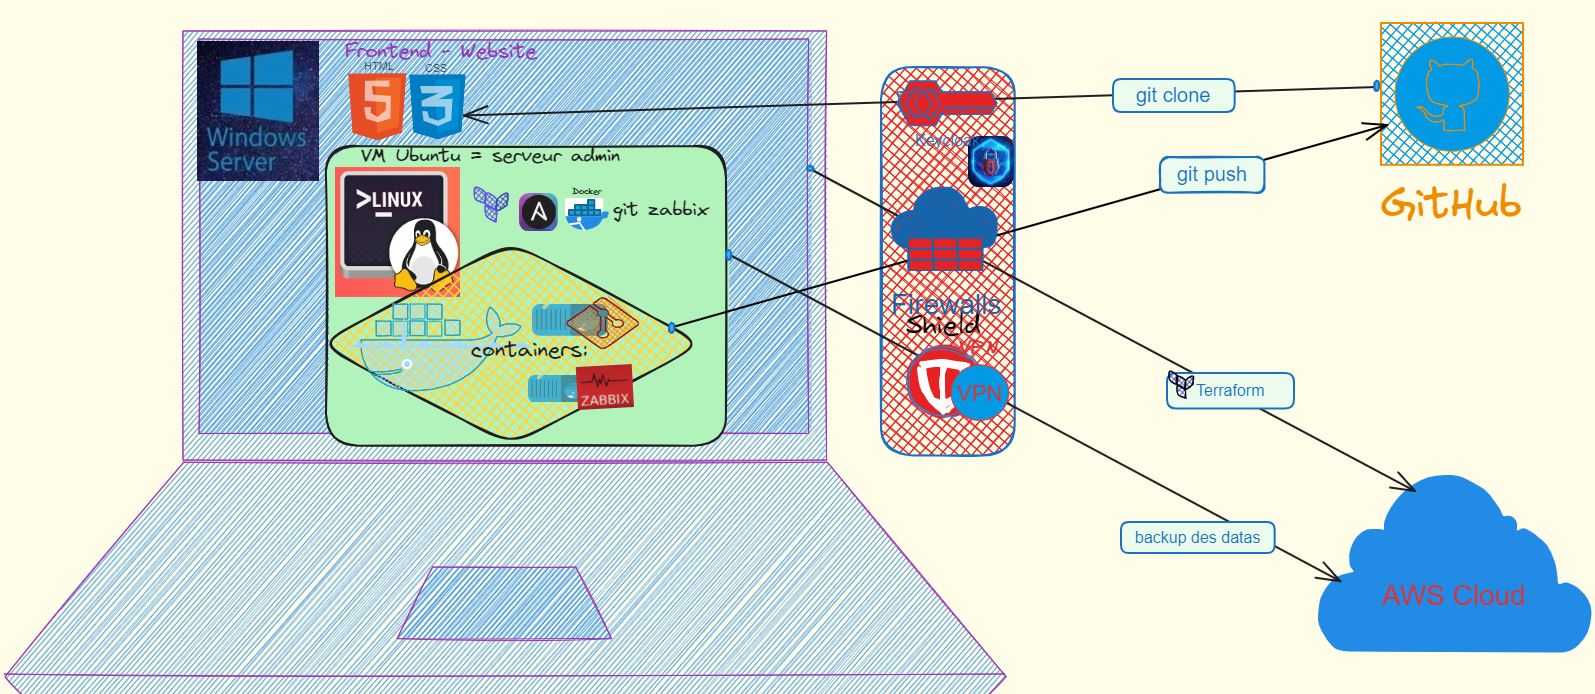 Frontend - Website
HTML
CSS
5
3
Windows
Server
VM Ubuntu = serveur admin
>LINUX
A
Docker
git zabbix
containers:
ZABBIX
Keycloak
Firewalls
Shield
VPN
VPN
git clone
git push
GitHub
Terraform
backup des datas
AWS Cloud